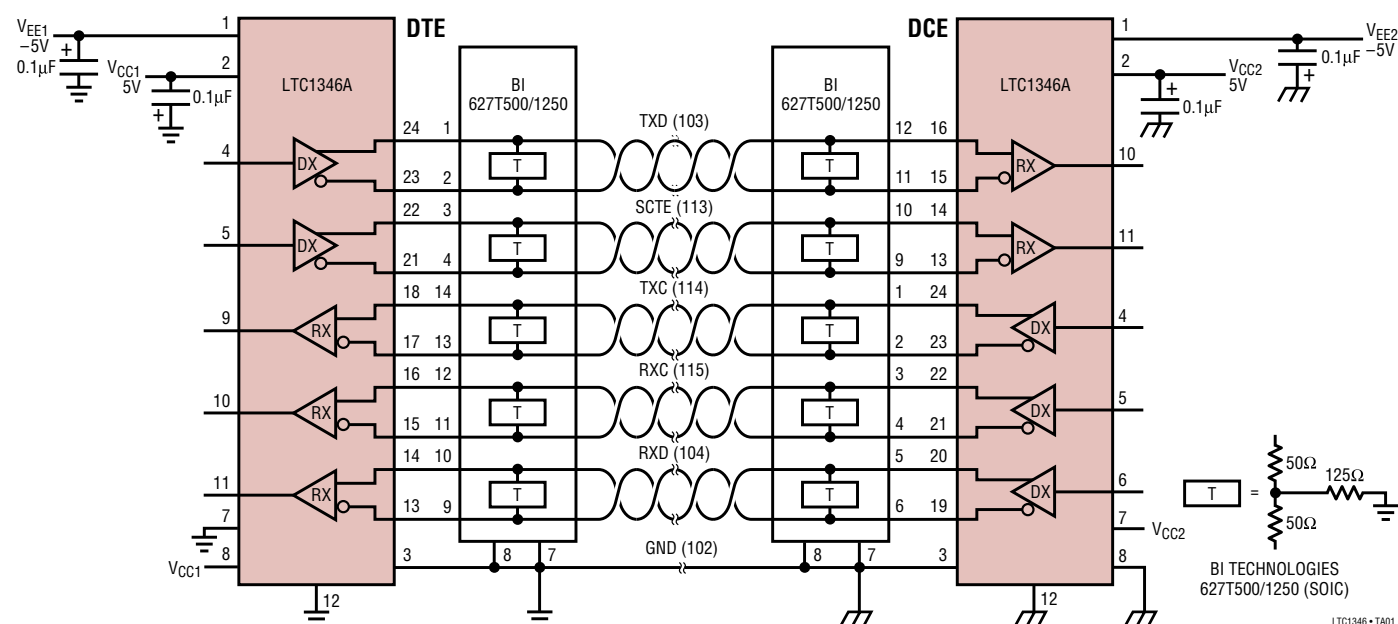 DTE
DCE
VEE1
–5V
+
0.1µF
VCC1
5V
0.1µF
+
1
2
LTC1346A
BI
627T500/1250
BI
627T500/1250
LTC1346A
1
2
VEE2
–5V
0.1µF
+
VCC2
5V
+
0.1µF
TXD (103)
4
DX
24 1
23 2
T
T
12 16
11 15
RX
10
SCTE (113)
5
DX
22 3
21 4
T
T
10 14
9 13
RX
11
TXC (114)
9
RX
18 14
17 13
T
T
1 24
2 23
DX
4
RXC (115)
10
RX
16 12
15 11
T
T
3 22
4 21
DX
5
RXD (104)
11
RX
14 10
13 9
T
T
5 20
6 19
DX
6
7
VCC1 8
12
3
8 7
GND (102)
8 7
3
12
7 VCC2
8
T =
50Ω
125Ω
50Ω
BI TECHNOLOGIES
627T500/1250 (SOIC)
LTC1346 • TA01